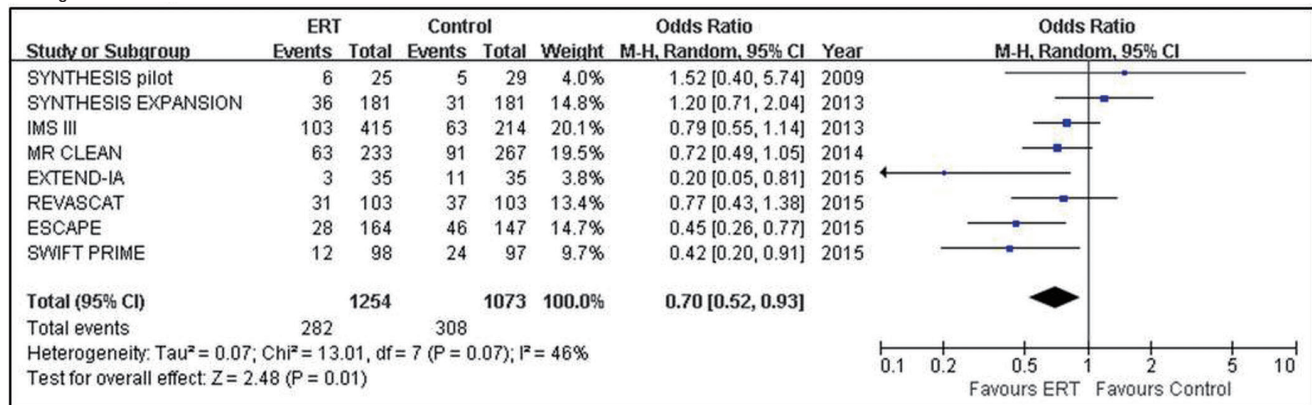 ERT Control Odds Ratio Odds Ratio
Study or Subgroup Events Total Events Total Weight M-H, Random, 95% CI Year M-H, Random, 95% CI
SYNTHESIS pilot 6 25 5 29 4.0% 1.52 [0.40, 5.74] 2009
SYNTHESIS EXPANSION 36 181 31 181 14.8% 1.20 [0.71, 2.04] 2013
IMS III 103 415 63 214 20.1% 0.79 [0.55, 1.14] 2013
MR CLEAN 63 233 91 267 19.5% 0.72 [0.49, 1.05] 2014
EXTEND-IA 3 35 11 35 3.8% 0.20 [0.05, 0.81] 2015
REVASCAT 31 103 37 103 13.4% 0.77 [0.43, 1.38] 2015
ESCAPE 28 164 46 147 14.7% 0.45 [0.26, 0.77] 2015
SWIFT PRIME 12 98 24 97 9.7% 0.42 [0.20, 0.91] 2015
Total (95% CI) 1254 1073 100.0% 0.70 [0.52, 0.93]
Total events 282 308
Heterogeneity: Tau² = 0.07; Chi² = 13.01, df = 7 (P = 0.07); I² = 46%
Test for overall effect: Z = 2.48 (P = 0.01)
0.1 0.2 0.5 1 2 5 10
Favours ERT Favours Control